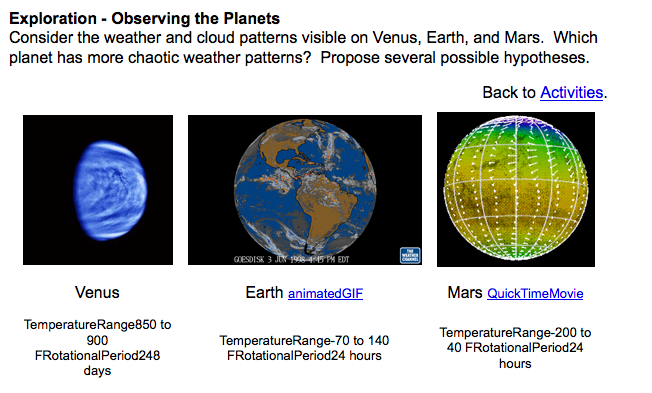 Exploration - Observing the Planets
Consider the weather and cloud patterns visible on Venus, Earth, and Mars.  Which
planet has more chaotic weather patterns?  Propose several possible hypotheses.
Back to Activities.
GOESDISK 3 JUN 1998 4:45 PM EDT
THE
WEATHER
CHANNEL
Venus
Earth animatedGIF
Mars QuickTimeMovie
TemperatureRange850 to
900
FRotationalPeriod248
days
TemperatureRange-70 to 140
FRotationalPeriod24 hours
TemperatureRange-200 to
40 FRotationalPeriod24
hours